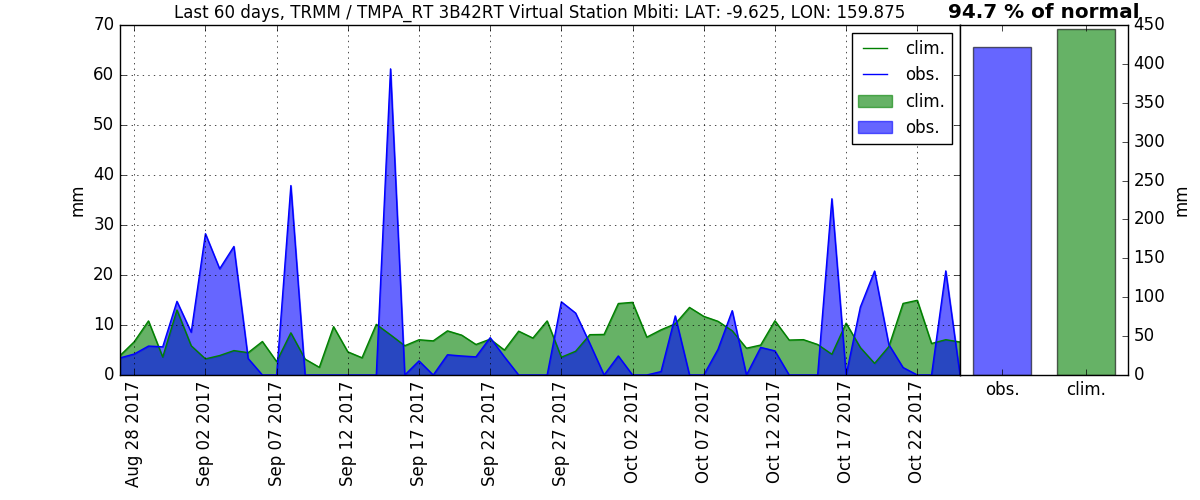 Last 60 days, TRMM / TMPA_RT 3B42RT Virtual Station Mbiti: LAT: -9.625, LON: 159.875
94.7 % of normal
70
60
50
40
30
20
10
0
mm
clim.
obs.
clim.
obs.
450
400
350
300
250
200
150
100
50
0
mm
Aug 28 2017
Sep 02 2017
Sep 07 2017
Sep 12 2017
Sep 17 2017
Sep 22 2017
Sep 27 2017
Oct 02 2017
Oct 07 2017
Oct 12 2017
Oct 17 2017
Oct 22 2017
obs.
clim.